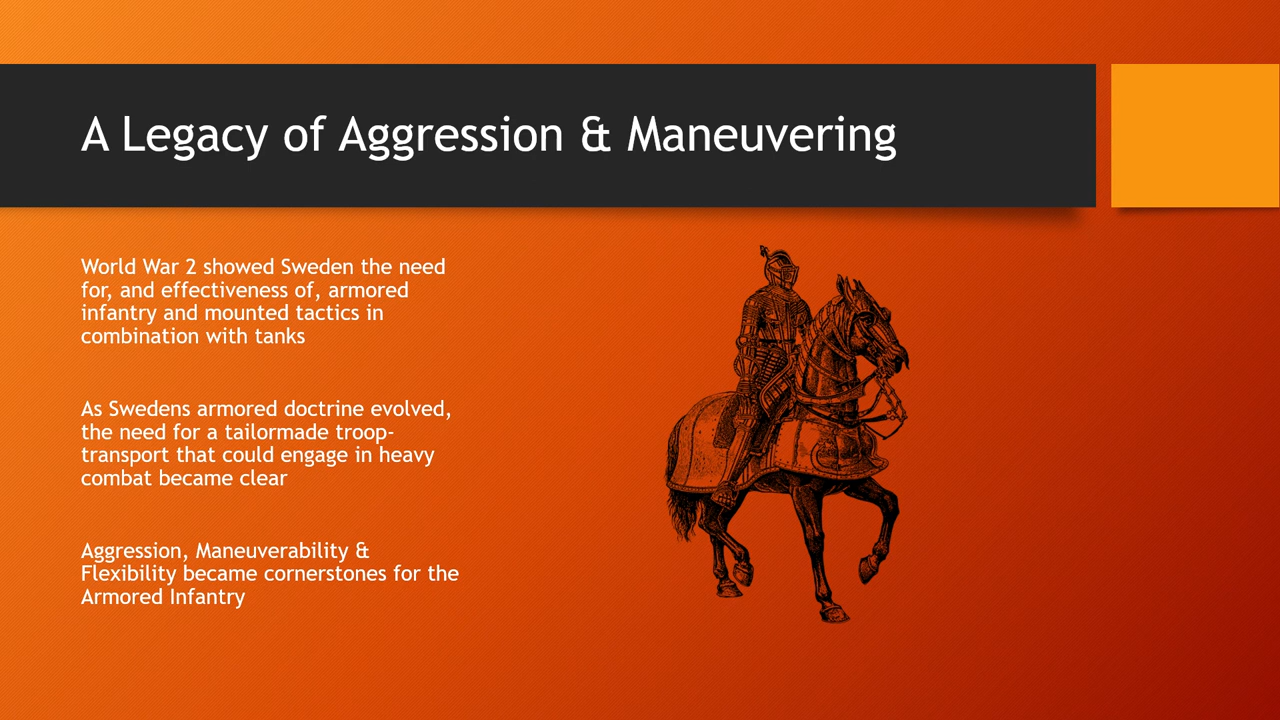 A Legacy of Aggression & Maneuvering
World War 2 showed Sweden the need
for, and effectiveness of, armored
infantry and mounted tactics in
combination with tanks
As Swedens armored doctrine evolved,
the need for a tailormade troop-
transport that could engage in heavy
combat became clear
Aggression, Maneuverability &
Flexibility became cornerstones for the
Armored Infantry